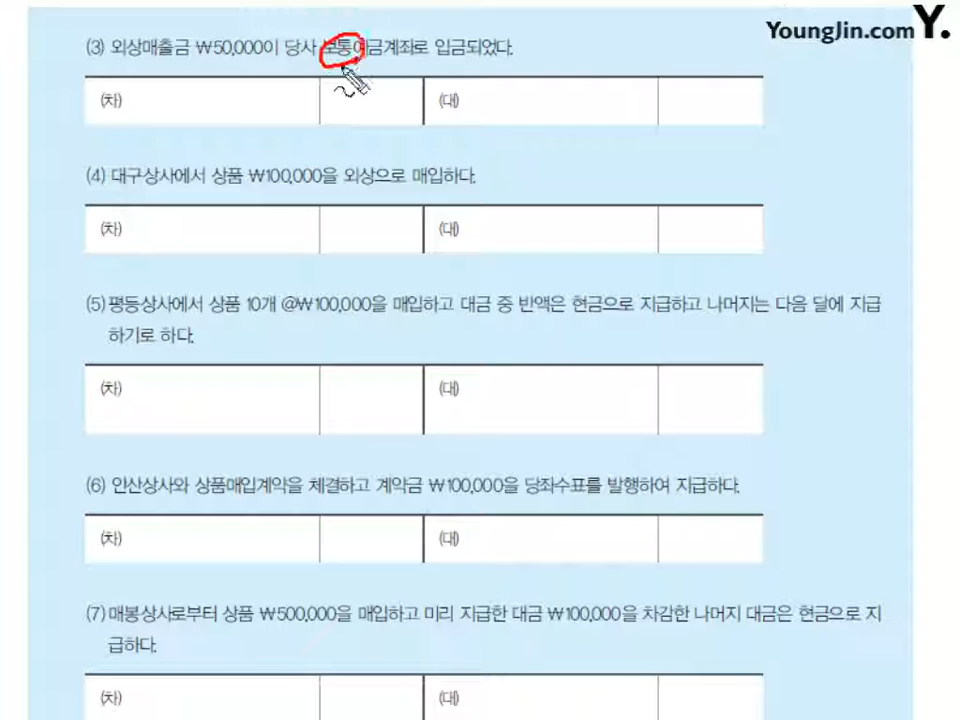 YoungJin.com Y.
(3) 외상매출금 ₩50,000이 당사 보통예금계좌로 입금되었다.
(차) (대)
(4) 대구상사에서 상품 ₩100,000을 외상으로 매입하다.
(차) (대)
(5) 평등상사에서 상품 10개 @₩100,000을 매입하고 대금 중 반액은 현금으로 지급하고 나머지는 다음 달에 지급
하기로 하다.
(차) (대)
(6) 안산상사와 상품매입계약을 체결하고 계약금 ₩100,000을 당좌수표를 발행하여 지급하다.
(차) (대)
(7) 매봉상사로부터 상품 ₩500,000을 매입하고 미리 지급한 대금 ₩100,000을 차감한 나머지 대금은 현금으로 지
급하다.
(차) (대)